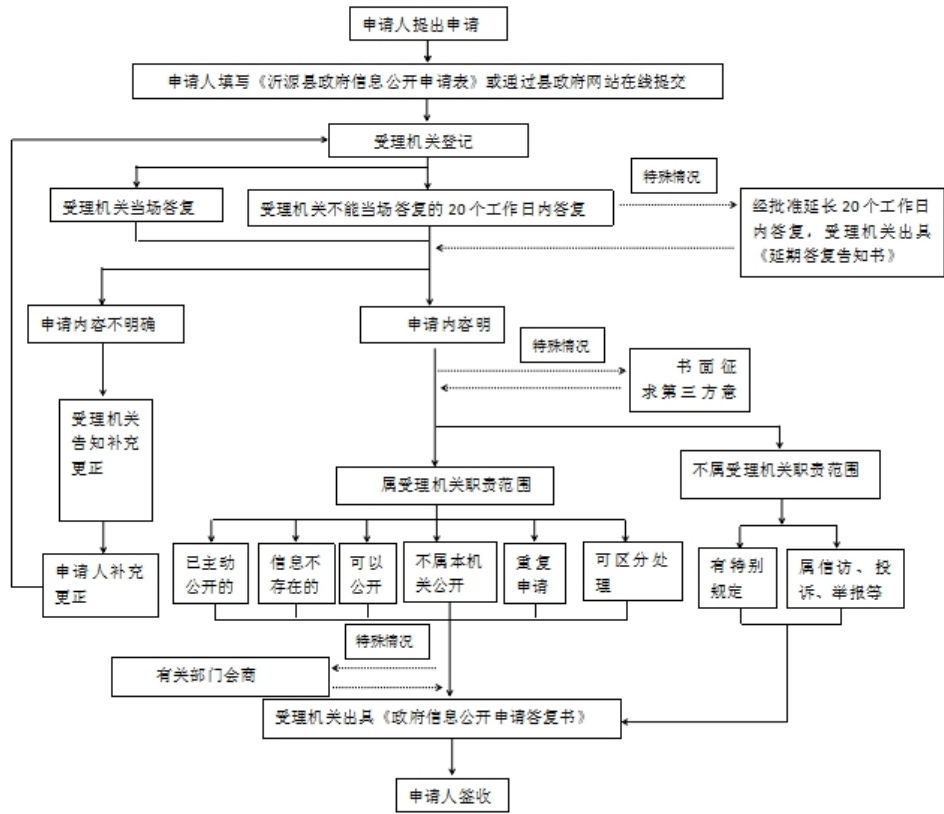 申请人提出申请
申请人填写《沂源县政府信息公开申请表》或通过县政府网站在线提交
受理机关登记
特殊情况
受理机关当场答复
受理机关不能当场答复的20个工作日内答复
经批准延长20个工作日
内答复，受理机关出具
《延期答复告知书》
申请内容不明确
申请内容明
特殊情况
书面征
求第三方意
受理机关
告知补充
更正
属受理机关职责范围
不属受理机关职责范围
申请人补充
更正
已主动
公开的
信息不
存在的
可以
公开
不属本机
关公开
重复
申请
可区分处
理
有特别
规定
属信访、投
诉、举报等
特殊情况
有关部门会商
受理机关出具《政府信息公开申请答复书》
申请人签收